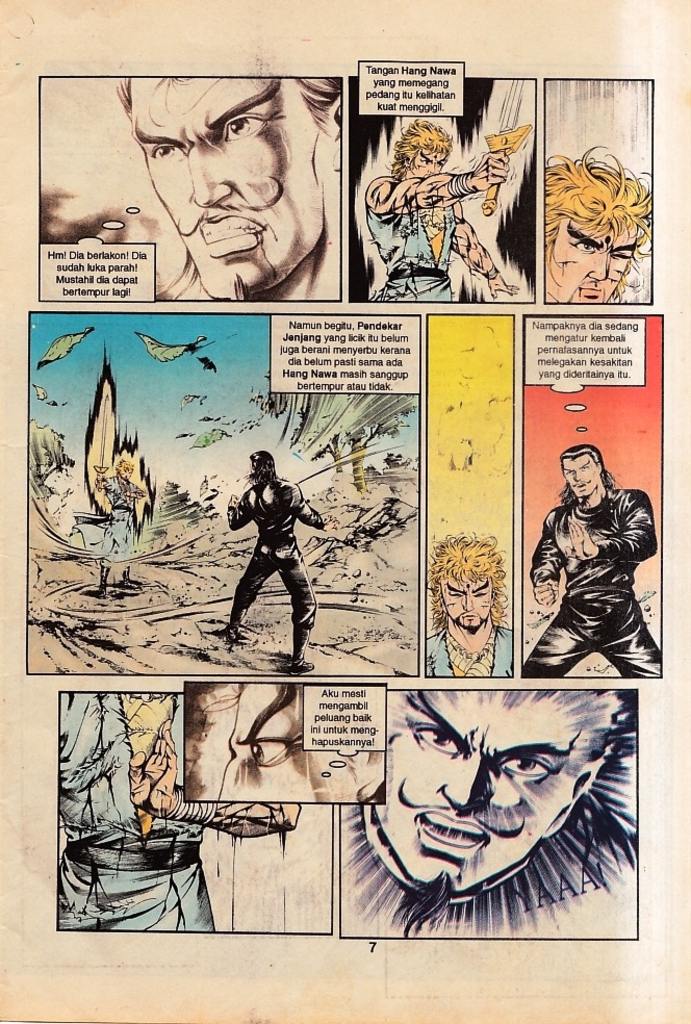 Hm! Dia berlakon! Dia
sudah luka parah!
Mustahil dia dapat
bertempur lagi!
Tangan Hang Nawa
yang memegang
pedang itu kelihatan
kuat menggigil.
Namun begitu, Pendekar
Jenjang yang licik itu belum
juga berani menyerbu kerana
dia belum pasti sama ada
Hang Nawa masih sanggup
bertempur atau tidak.
Nampaknya dia sedang
mengatur kembali
pernafasannya untuk
melegakan kesakitan
yang dideritainya itu.
Aku mesti
mengambil
peluang baik
ini untuk meng-
hapuskannya!
YAAA!
7